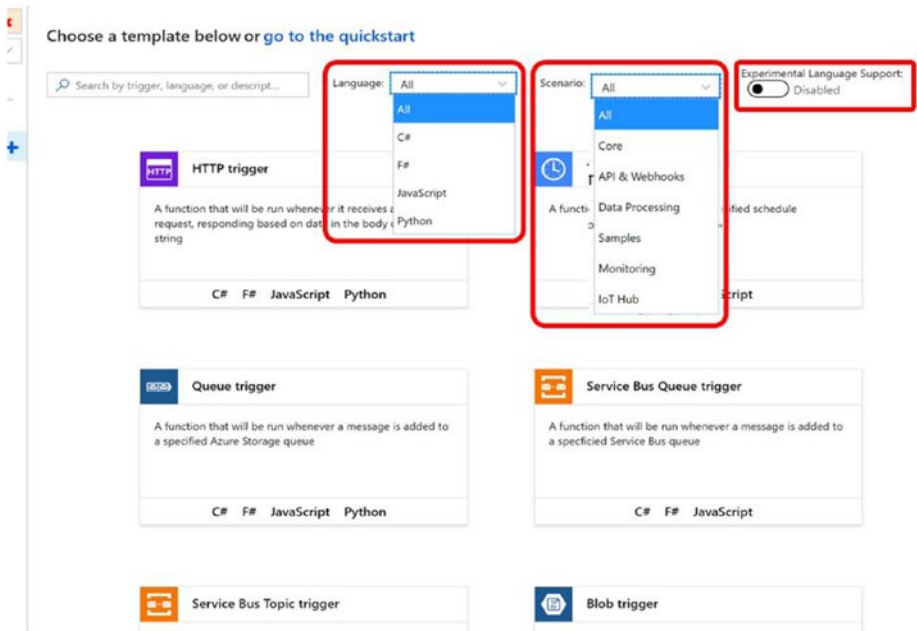 Choose a template below or go to the quickstart
Search by trigger, language, or descript...
Language:
All
All
C#
F#
JavaScript
Python
Scenario:
All
All
Core
API & Webhooks
Data Processing
Samples
Monitoring
IoT Hub
Experimental Language Support:
Disabled
HTTP trigger
A function that will be run whenever it receives a
request, responding based on data in the body
string
C# F# JavaScript Python
A functi
ified schedule
cript
Queue trigger
A function that will be run whenever a message is added to
a specified Azure Storage queue
C# F# JavaScript Python
Service Bus Queue trigger
A function that will be run whenever a message is added to
a specficied Service Bus queue
C# F# JavaScript
Service Bus Topic trigger
Blob trigger